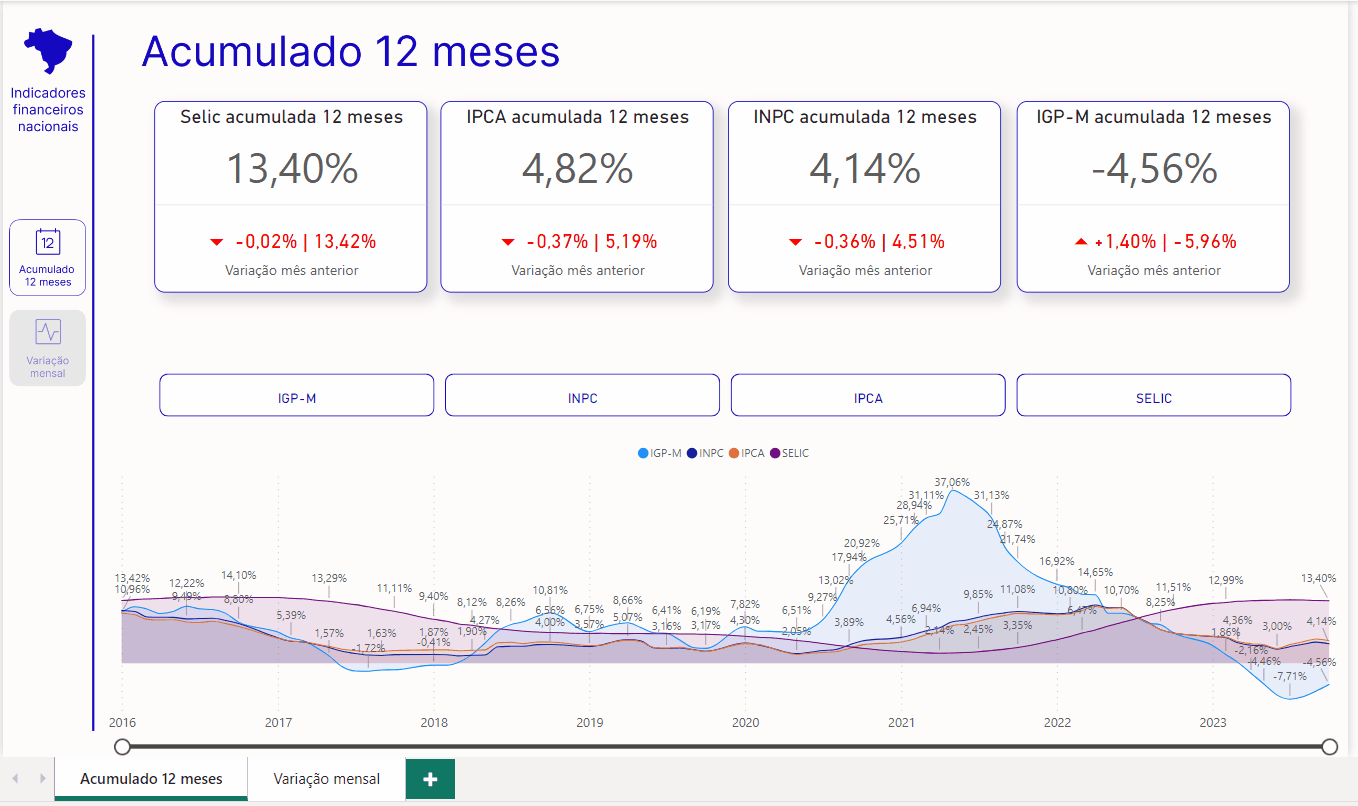 Acumulado 12 meses
Indicadores
financeiros
nacionais
12
Acumulado
12 meses
Variação
mensal
Selic acumulada 12 meses
13,40%
-0,02% | 13,42%
Variação mês anterior
IPCA acumulada 12 meses
4,82%
-0,37% | 5,19%
Variação mês anterior
INPC acumulada 12 meses
4,14%
-0,36% | 4,51%
Variação mês anterior
IGP-M acumulada 12 meses
-4,56%
+1,40% | -5,96%
Variação mês anterior
IGP-M
INPC
IPCA
SELIC
IGP-M INPC IPCA SELIC
37,06%
31,11% 31,13%
28,94%
25,71% 24,87%
21,74%
20,92%
17,94% 16,92%
13,42% 12,22% 14,10% 13,29% 13,02% 14,65% 12,99% 13,40%
10,96% 9,49% 8,80% 11,11% 9,40% 8,12% 8,26% 10,81% 9,27% 9,85% 11,08% 10,80% 10,70% 11,51%
5,39% 4,27% 6,56% 6,75% 8,66% 6,41% 6,19% 7,82% 6,51% 6,94% 6,47% 8,25%
1,57% 1,63% 1,87% 1,90% 4,00% 3,57% 5,07% 3,16% 3,17% 4,30% 2,05% 3,89% 4,56% 2,14% 2,45% 3,35% 4,36% 3,00% 4,14%
-1,72% -0,41% -2,16% -4,46% -7,71% -4,56%
2016 2017 2018 2019 2020 2021 2022 2023
Acumulado 12 meses
Variação mensal
+